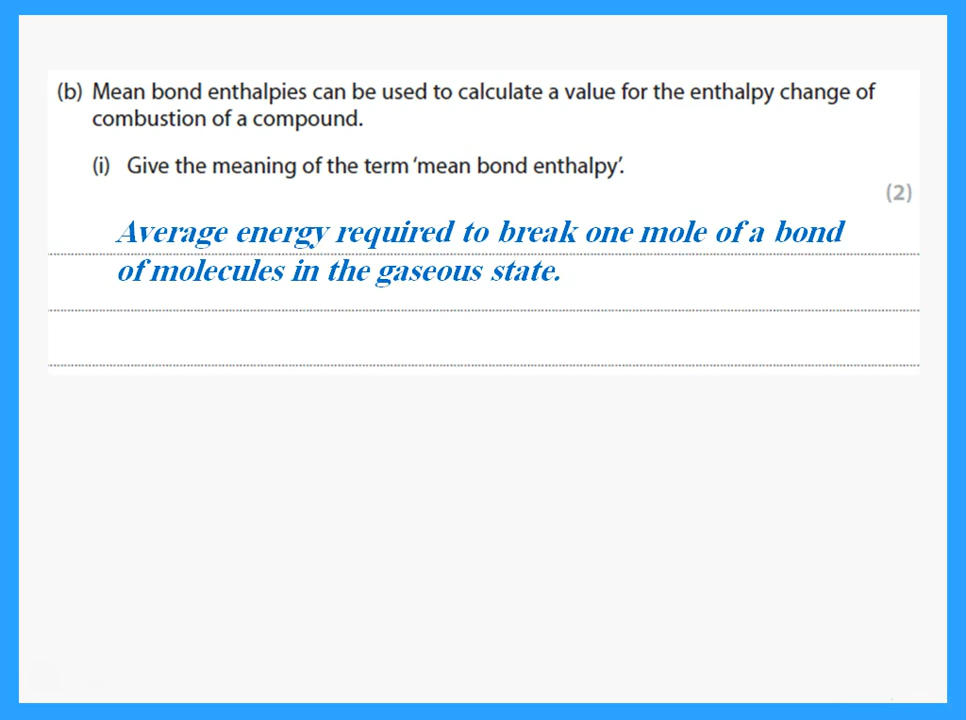 (b) Mean bond enthalpies can be used to calculate a value for the enthalpy change of
combustion of a compound.
(i) Give the meaning of the term ‘mean bond enthalpy’.
(2)
Average energy required to break one mole of a bond
of molecules in the gaseous state.